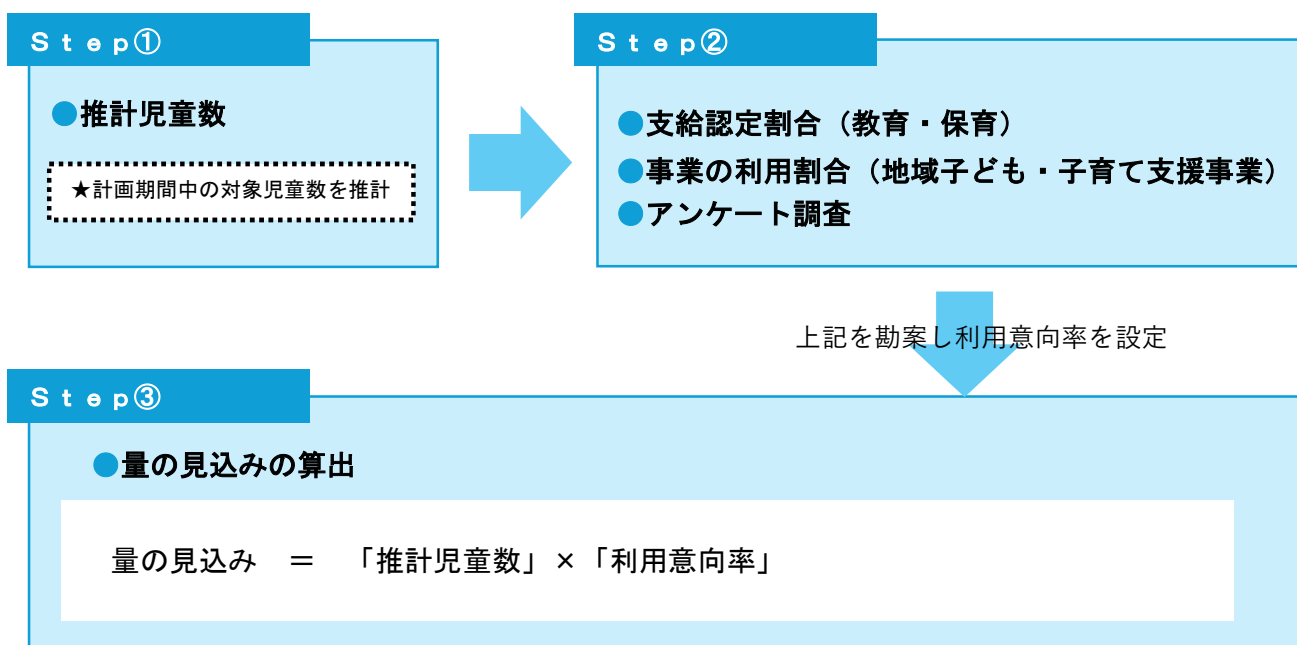 Ｓｔｅｐ①
●推計児童数
★計画期間中の対象児童数を推計
Ｓｔｅｐ②
●支給認定割合（教育・保育）
●事業の利用割合（地域子ども・子育て支援事業）
●アンケート調査
上記を勘案し利用意向率を設定
Ｓｔｅｐ③
●量の見込みの算出
量の見込み　＝　「推計児童数」×「利用意向率」